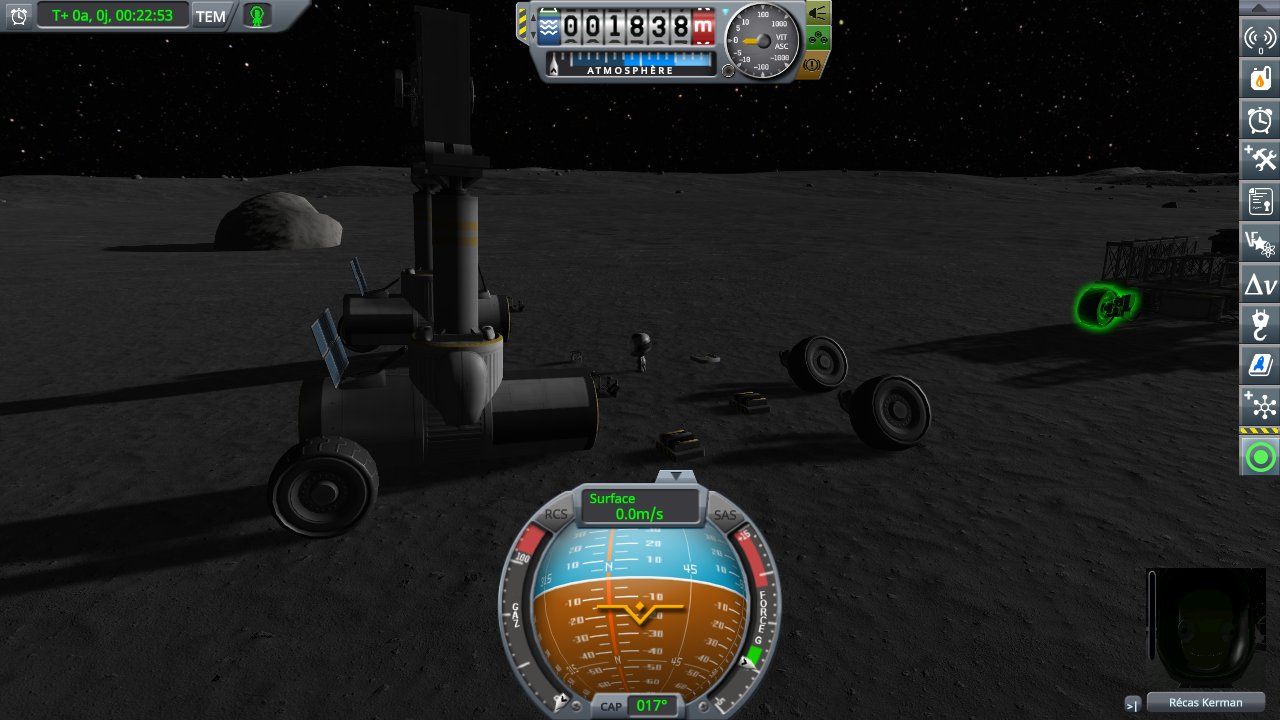 T+ 0a, 0j, 00:22:53 TEM
001838 m
ATMOSPHÈRE
VIT
ASC
Δv
RCS
Surface
0.0m/s
SAS
GAZ
FORCE G
CAP 017°
Récas Kerman